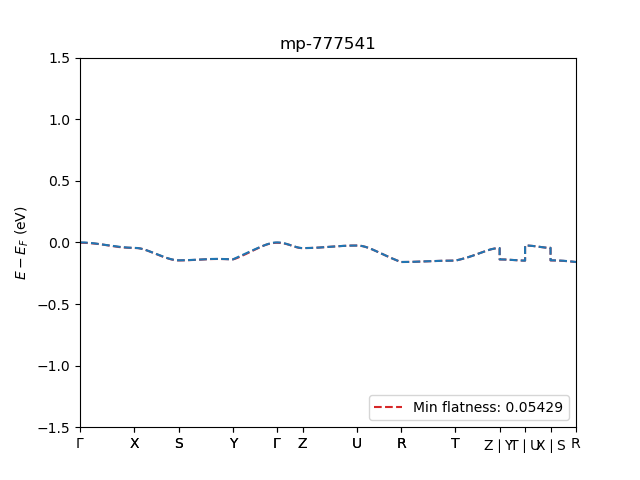 mp-777541
1.5
1.0
0.5
0.0
−0.5
−1.0
−1.5
E − E_F (eV)
Min flatness: 0.05429
Γ X S Y Γ Z U R T Z | YT | UX | S R